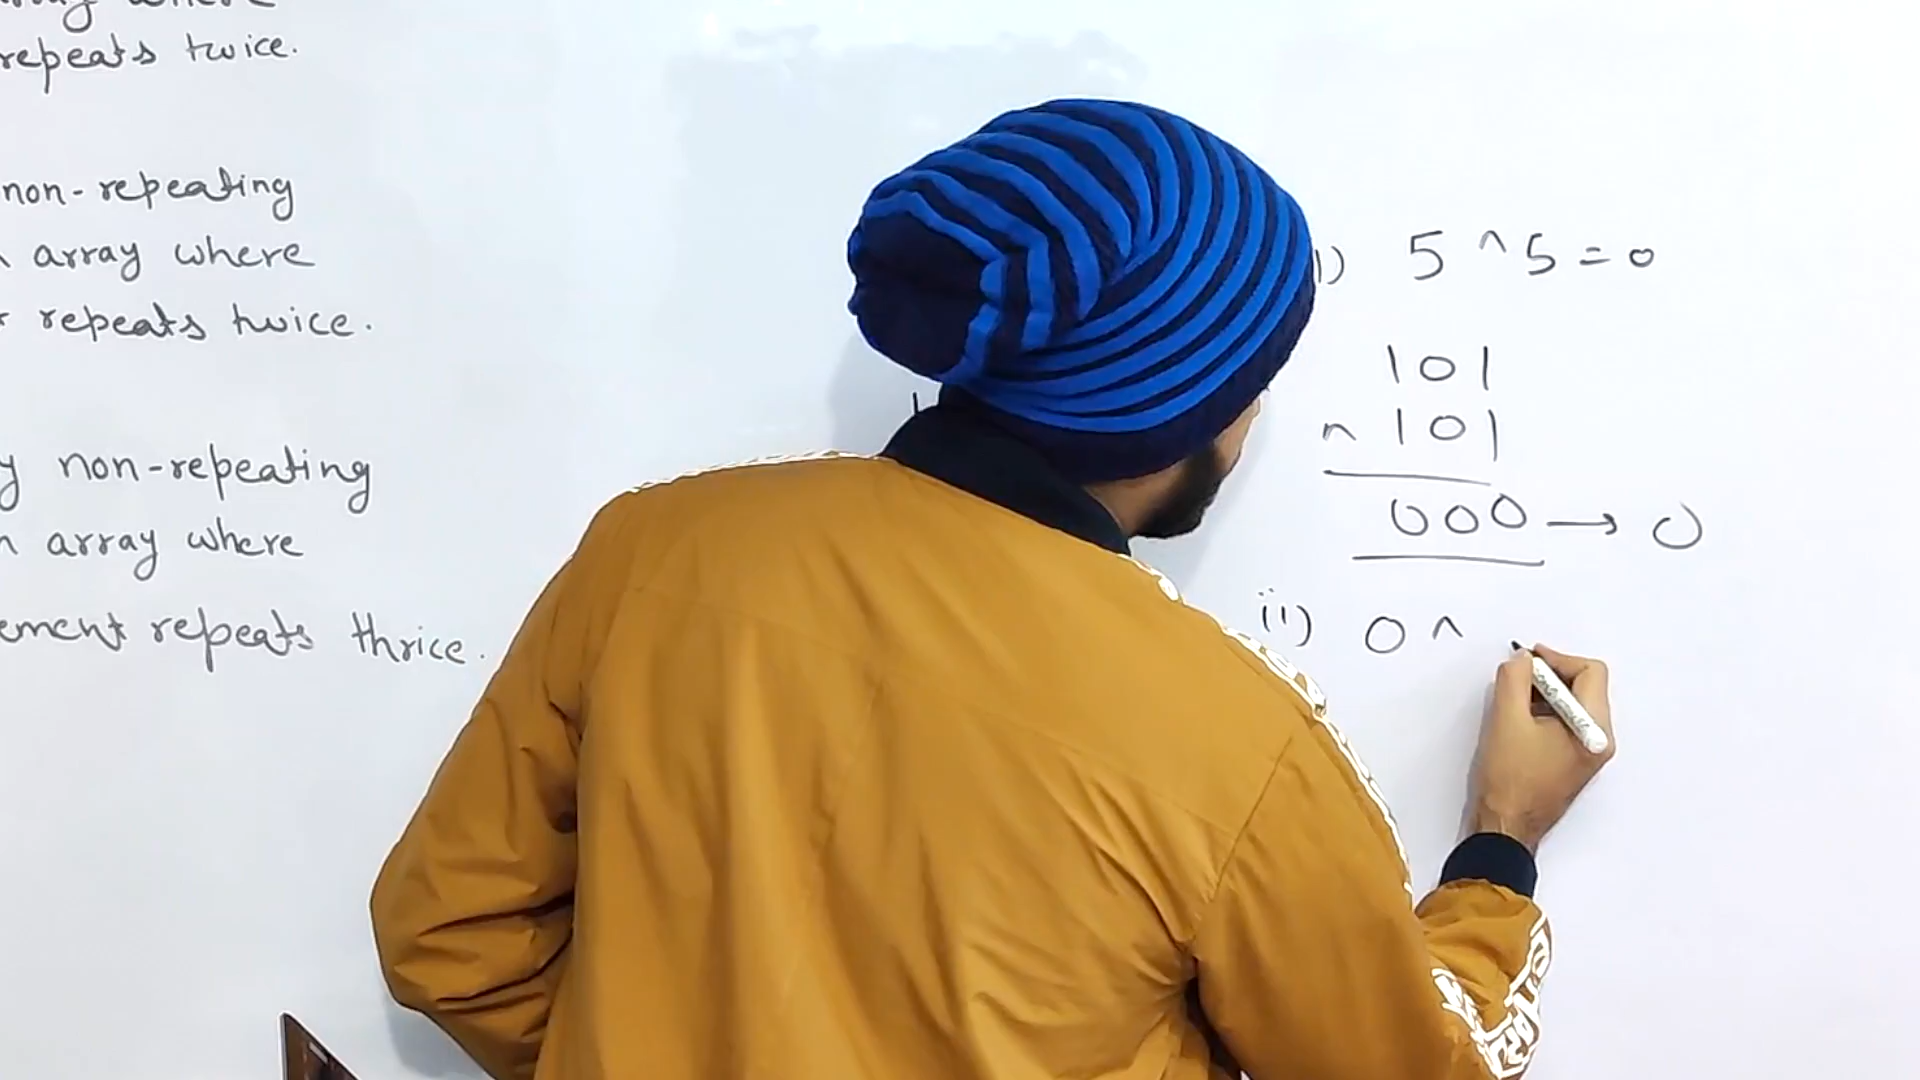 where
repeats twice.
non-repeating
array where
repeats twice.
non-repeating
array where
repeats thrice.
i) 5 ^ 5 = 0
101
^ 101
000 → 0
ii) 0 ^